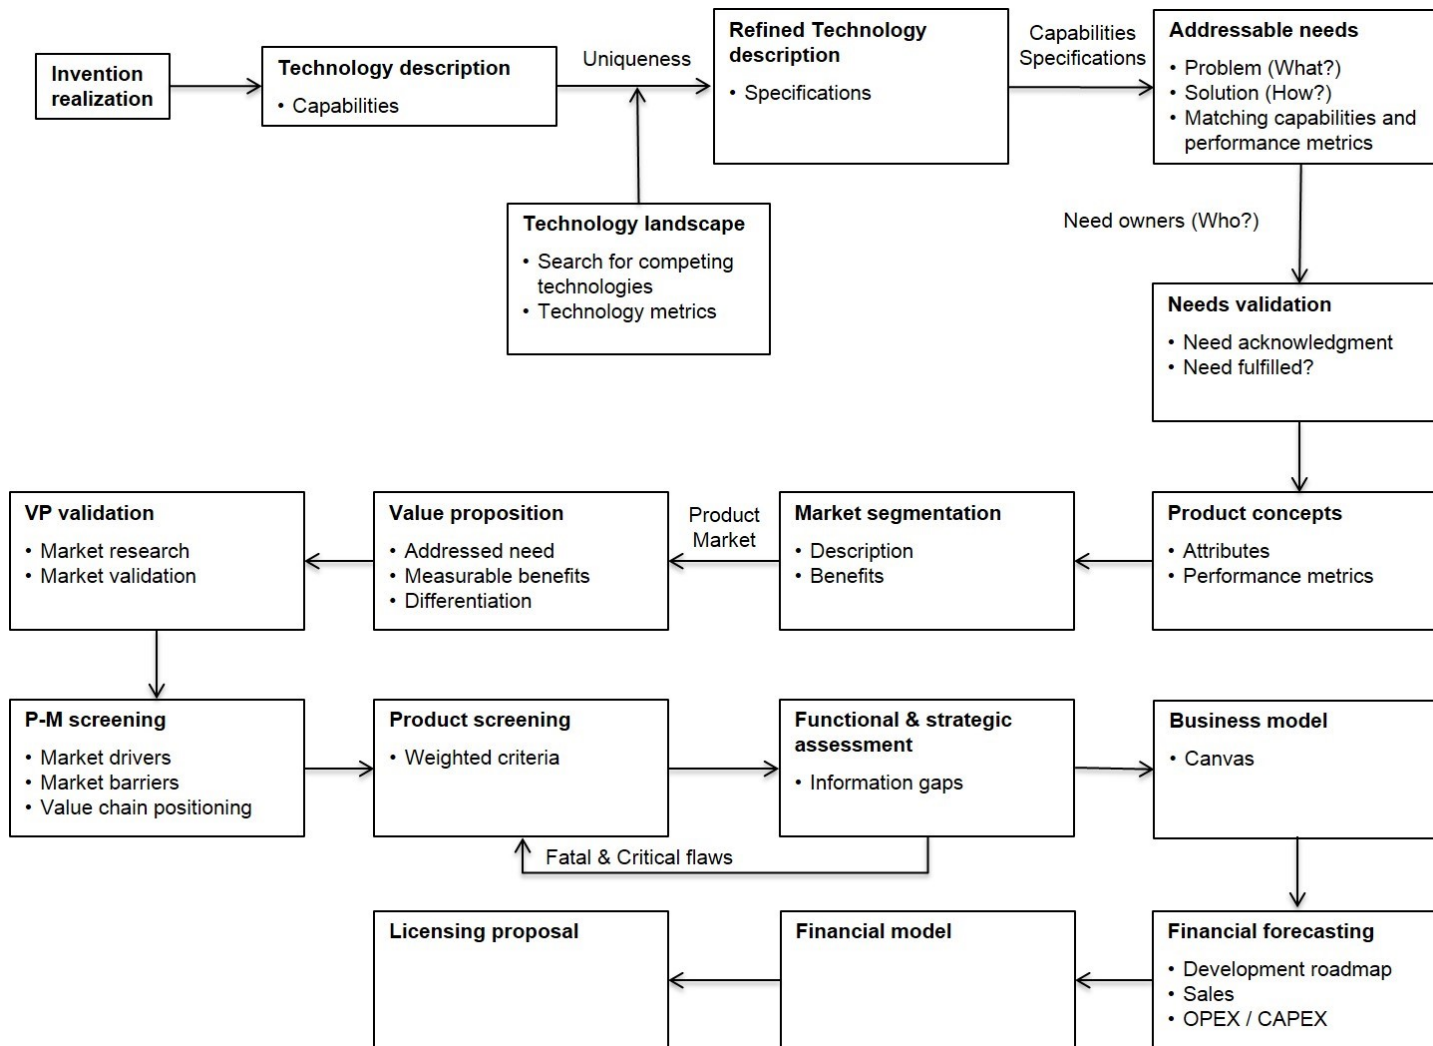 Invention
realization
Technology description
• Capabilities
Uniqueness
Refined Technology
description
• Specifications
Capabilities
Specifications
Addressable needs
• Problem (What?)
• Solution (How?)
• Matching capabilities and
performance metrics
Technology landscape
• Search for competing
technologies
• Technology metrics
Need owners (Who?)
Needs validation
• Need acknowledgment
• Need fulfilled?
VP validation
• Market research
• Market validation
Value proposition
• Addressed need
• Measurable benefits
• Differentiation
Product
Market
Market segmentation
• Description
• Benefits
Product concepts
• Attributes
• Performance metrics
P-M screening
• Market drivers
• Market barriers
• Value chain positioning
Product screening
• Weighted criteria
Functional & strategic
assessment
• Information gaps
Business model
• Canvas
Fatal & Critical flaws
Licensing proposal
Financial model
Financial forecasting
• Development roadmap
• Sales
• OPEX / CAPEX